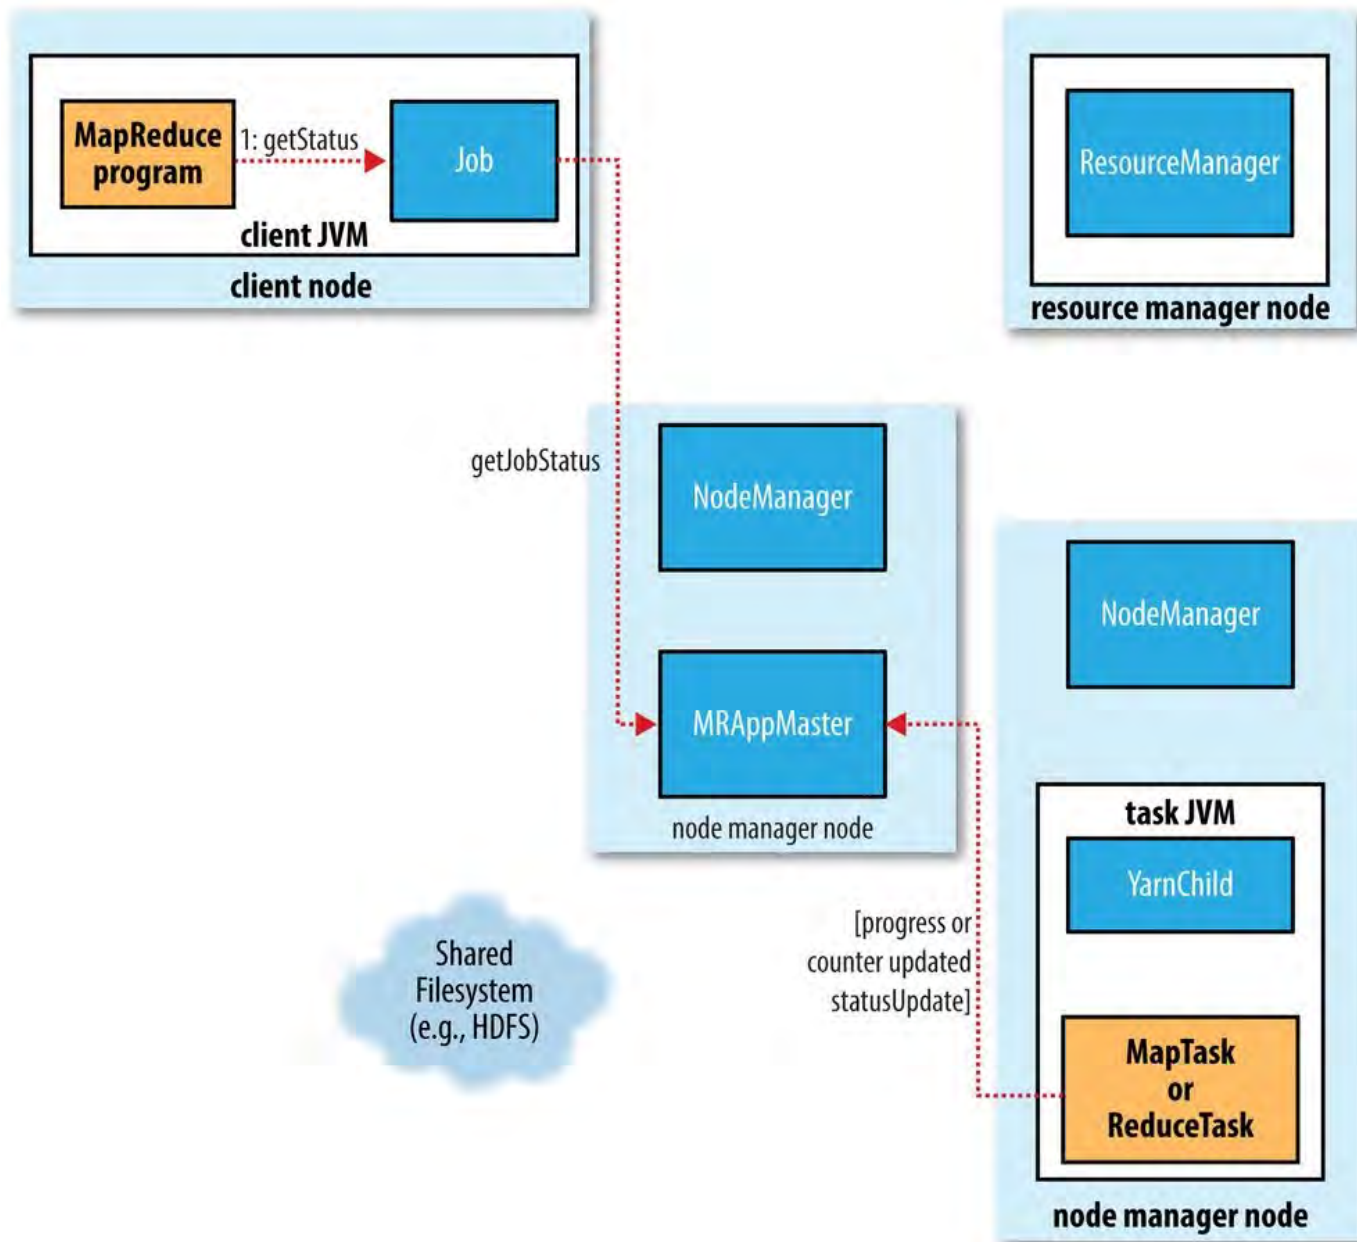 MapReduce
program
1: getStatus
Job
client JVM
client node
ResourceManager
resource manager node
getJobStatus
NodeManager
MRAppMaster
node manager node
NodeManager
task JVM
YarnChild
MapTask
or
ReduceTask
node manager node
[progress or
counter updated
statusUpdate]
Shared
Filesystem
(e.g., HDFS)